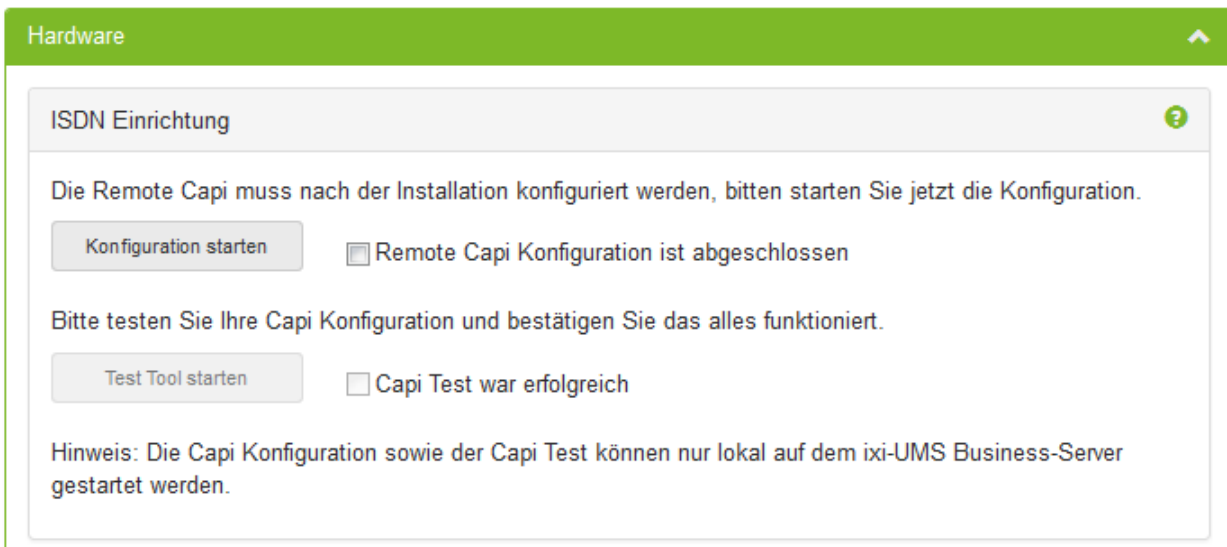 Hardware
ISDN Einrichtung
Die Remote Capi muss nach der Installation konfiguriert werden, bitten starten Sie jetzt die Konfiguration.
Konfiguration starten
Remote Capi Konfiguration ist abgeschlossen
Bitte testen Sie Ihre Capi Konfiguration und bestätigen Sie das alles funktioniert.
Test Tool starten
Capi Test war erfolgreich
Hinweis: Die Capi Konfiguration sowie der Capi Test können nur lokal auf dem ixi-UMS Business-Server
gestartet werden.